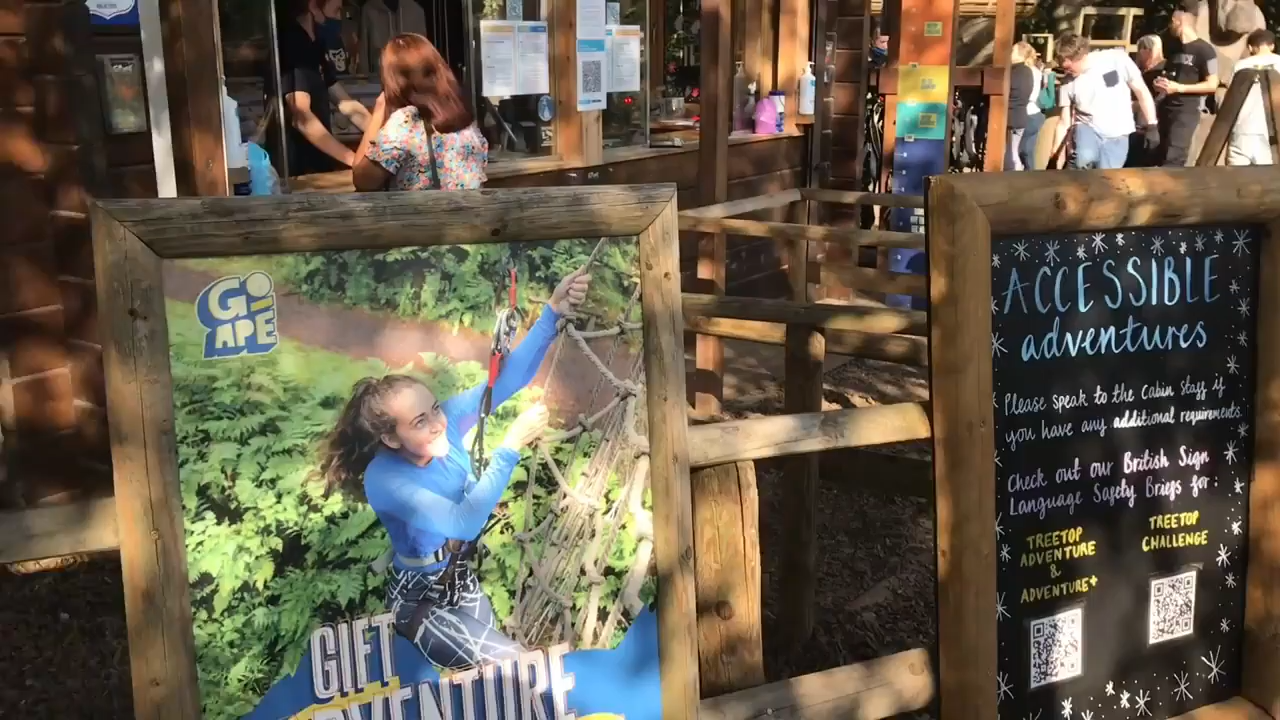 GO
APE
GIFT
ADVENTURE
ACCESSIBLE
adventures
Please speak to the Cabin staff if
you have any additional requirements.
Check out our British Sign
Language Safety Briefs for:
TREETOP
ADVENTURE
&
ADVENTURE+
TREETOP
CHALLENGE